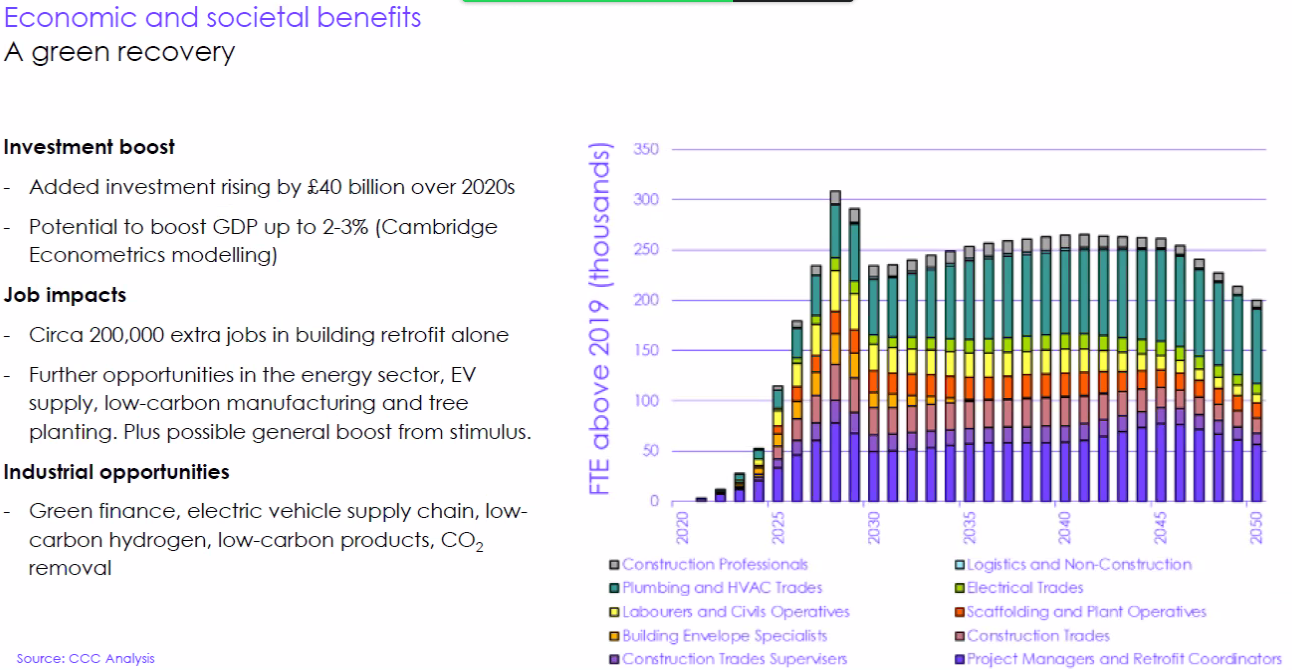 Economic and societal benefits
A green recovery
Investment boost
- Added investment rising by £40 billion over 2020s
- Potential to boost GDP up to 2-3% (Cambridge
Econometrics modelling)
Job impacts
- Circa 200,000 extra jobs in building retrofit alone
- Further opportunities in the energy sector, EV
supply, low-carbon manufacturing and tree
planting. Plus possible general boost from stimulus.
Industrial opportunities
- Green finance, electric vehicle supply chain, low-
carbon hydrogen, low-carbon products, CO₂
removal
Source: CCC Analysis
FTE above 2019 (thousands)
350
300
250
200
150
100
50
0
2020
2025
2030
2035
2040
2045
2050
Construction Professionals
Logistics and Non-Construction
Plumbing and HVAC Trades
Electrical Trades
Labourers and Civils Operatives
Scaffolding and Plant Operatives
Building Envelope Specialists
Construction Trades
Construction Trades Supervisers
Project Managers and Retrofit Coordinators